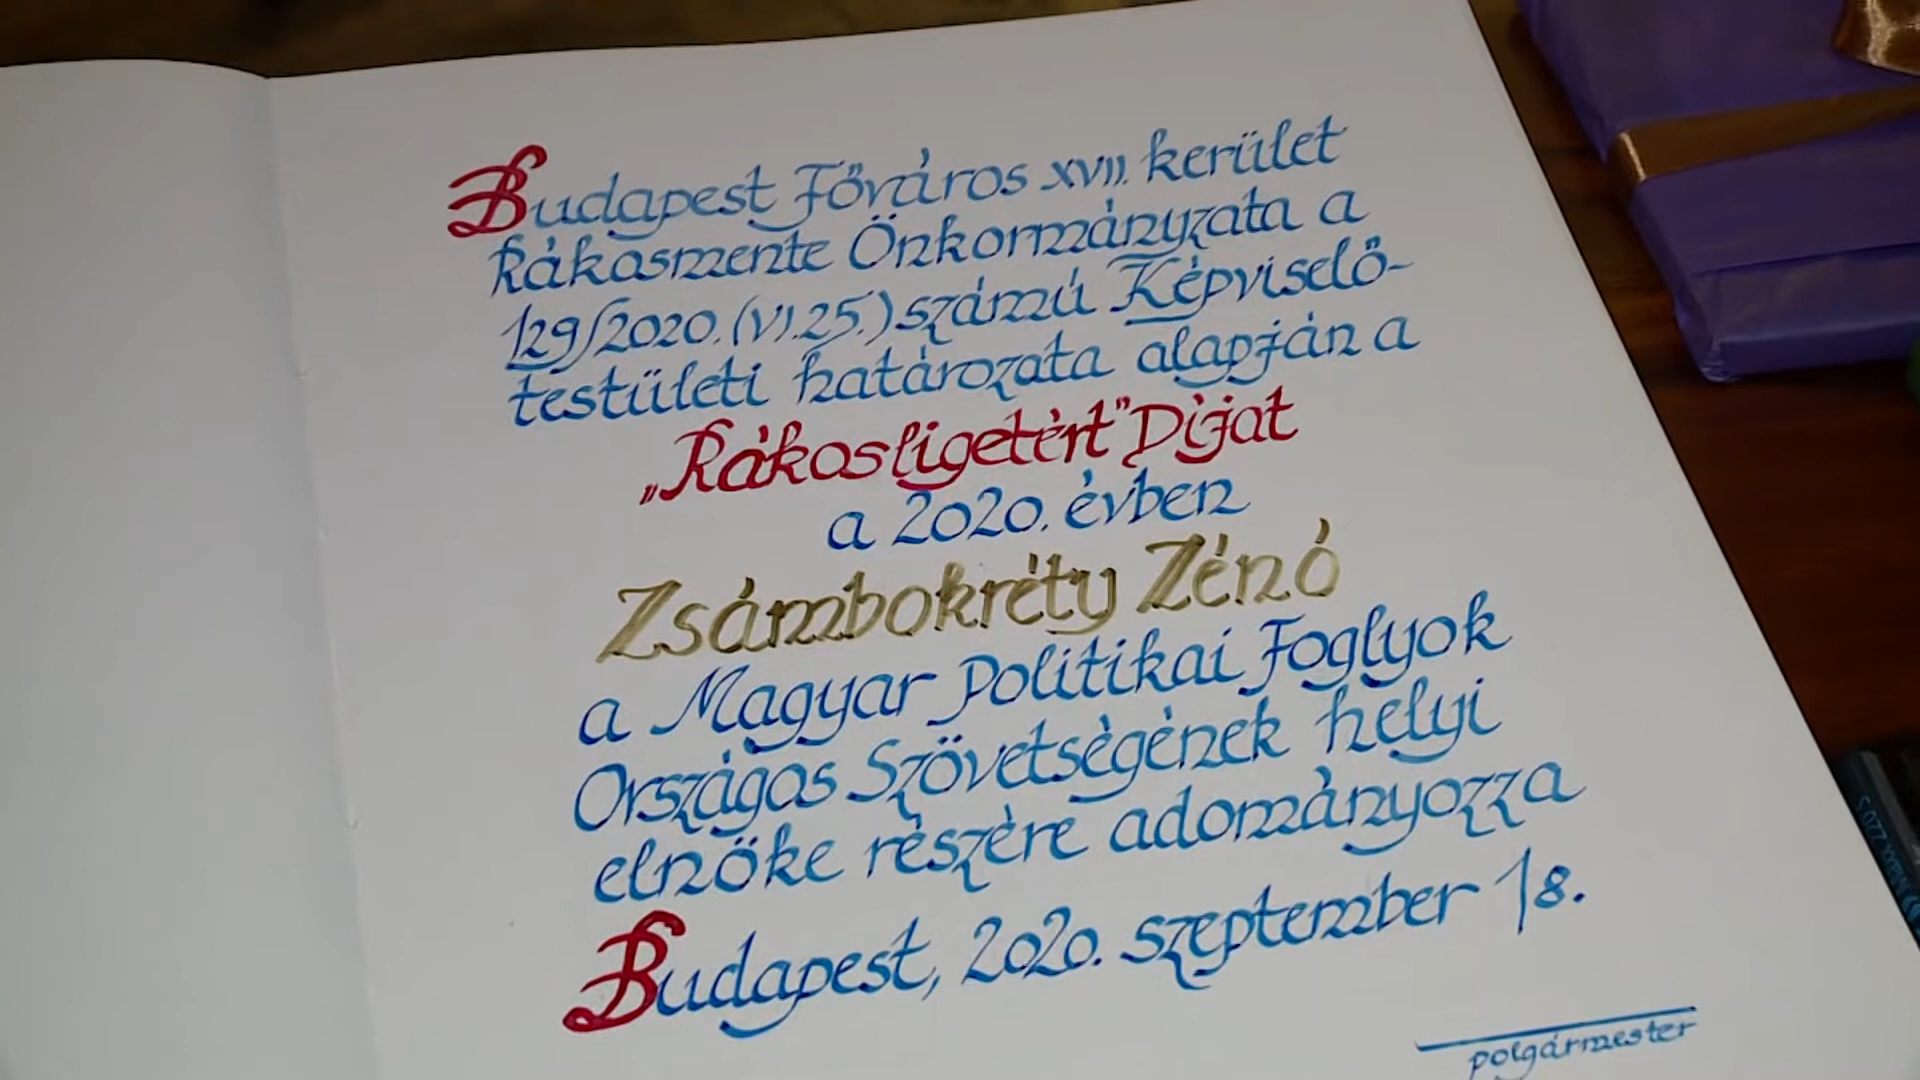 Budapest Főváros XVII. kerület
Rákosmente Önkormányzata a
129/2020. (VI.25.) számú Képviselő-
testületi határozata alapján a
„Rákosligetért” Díjat
a 2020. évben
Zsámbokréty Zénó
a Magyar Politikai Foglyok
Országos Szövetségének helyi
elnöke részére adományozza
Budapest, 2020. szeptember 18.
polgármester